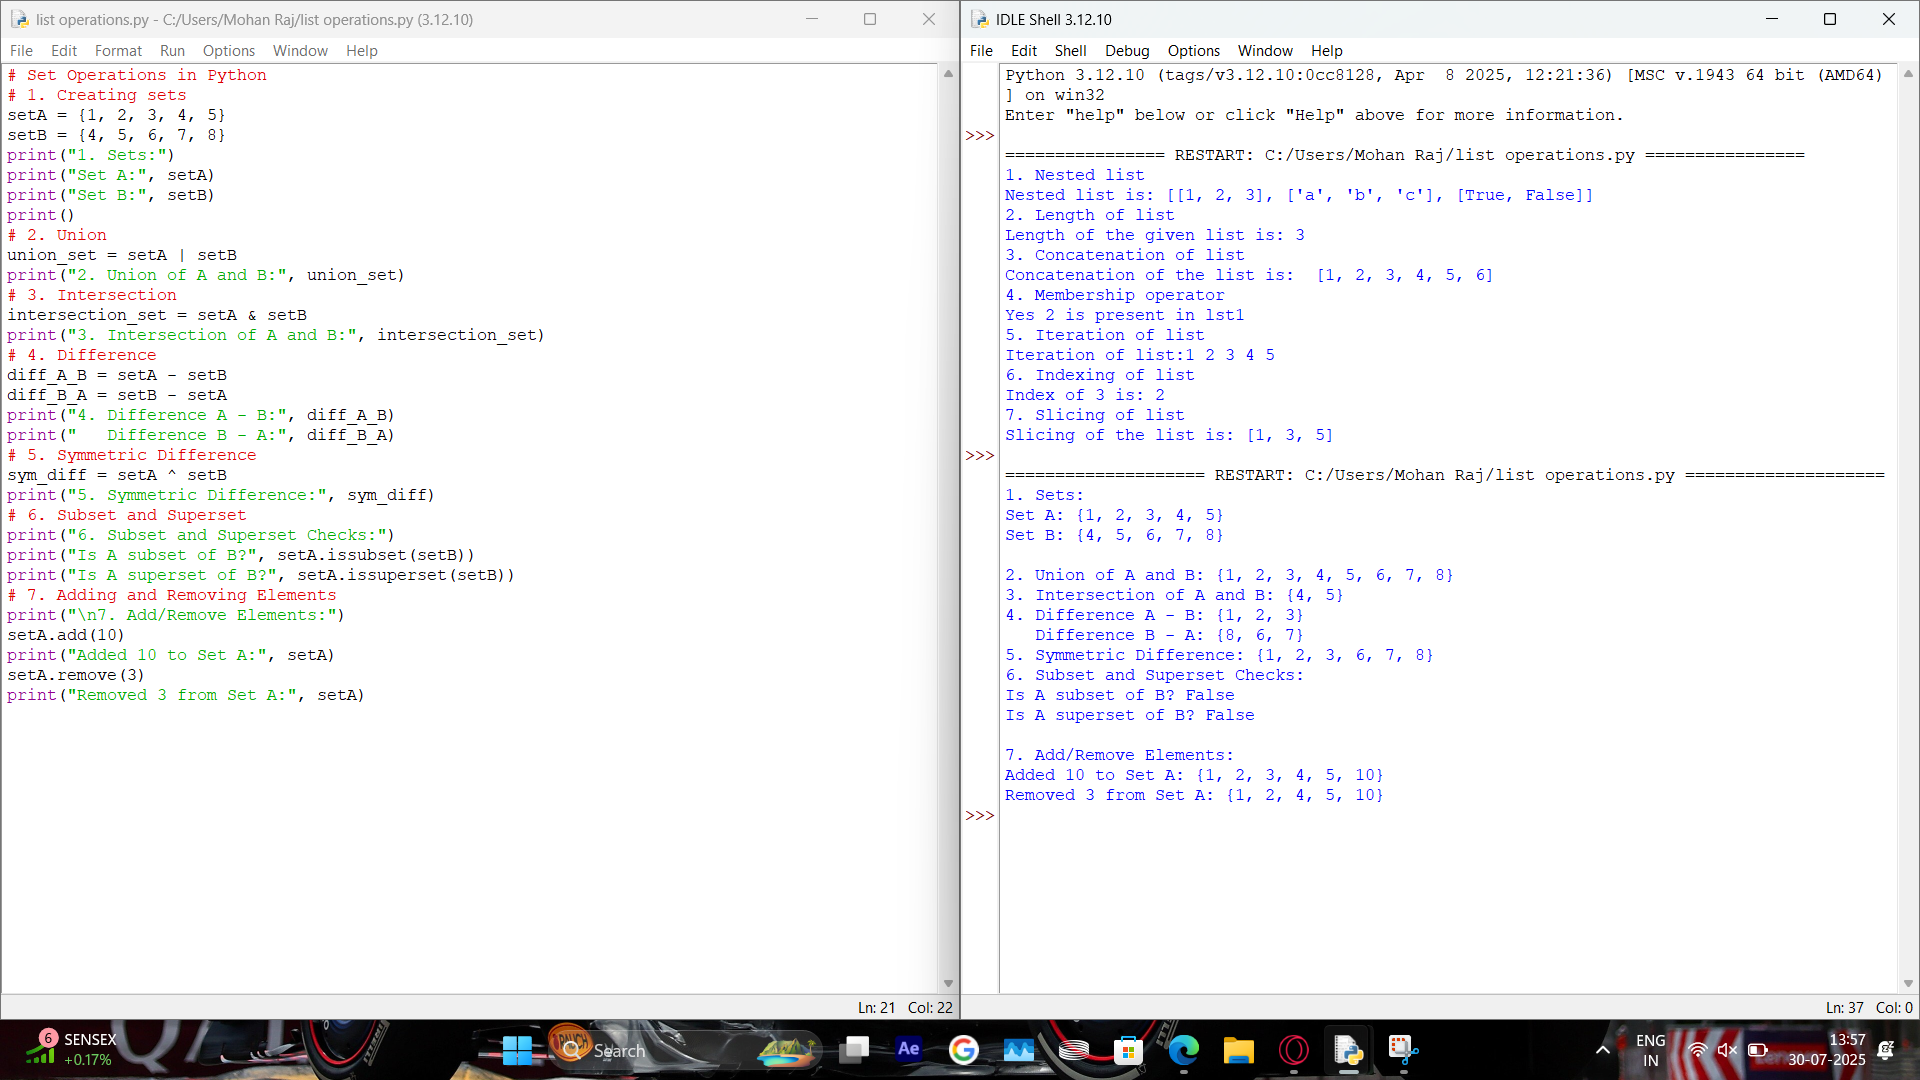 list operations.py - C:/Users/Mohan Raj/list operations.py (3.12.10)
File Edit Format Run Options Window Help
# Set Operations in Python
# 1. Creating sets
setA = {1, 2, 3, 4, 5}
setB = {4, 5, 6, 7, 8}
print("1. Sets:")
print("Set A:", setA)
print("Set B:", setB)
print()
# 2. Union
union_set = setA | setB
print("2. Union of A and B:", union_set)
# 3. Intersection
intersection_set = setA & setB
print("3. Intersection of A and B:", intersection_set)
# 4. Difference
diff_A_B = setA - setB
diff_B_A = setB - setA
print("4. Difference A - B:", diff_A_B)
print("   Difference B - A:", diff_B_A)
# 5. Symmetric Difference
sym_diff = setA ^ setB
print("5. Symmetric Difference:", sym_diff)
# 6. Subset and Superset
print("6. Subset and Superset Checks:")
print("Is A subset of B?", setA.issubset(setB))
print("Is A superset of B?", setA.issuperset(setB))
# 7. Adding and Removing Elements
print("\n7. Add/Remove Elements:")
setA.add(10)
print("Added 10 to Set A:", setA)
setA.remove(3)
print("Removed 3 from Set A:", setA)
Ln: 21 Col: 22
IDLE Shell 3.12.10
File Edit Shell Debug Options Window Help
Python 3.12.10 (tags/v3.12.10:0cc8128, Apr  8 2025, 12:21:36) [MSC v.1943 64 bit (AMD64)
] on win32
Enter "help" below or click "Help" above for more information.
>>>
================ RESTART: C:/Users/Mohan Raj/list operations.py ================
1. Nested list
Nested list is: [[1, 2, 3], ['a', 'b', 'c'], [True, False]]
2. Length of list
Length of the given list is: 3
3. Concatenation of list
Concatenation of the list is:  [1, 2, 3, 4, 5, 6]
4. Membership operator
Yes 2 is present in lst1
5. Iteration of list
Iteration of list:1 2 3 4 5
6. Indexing of list
Index of 3 is: 2
7. Slicing of list
Slicing of the list is: [1, 3, 5]
>>>
==================== RESTART: C:/Users/Mohan Raj/list operations.py ====================
1. Sets:
Set A: {1, 2, 3, 4, 5}
Set B: {4, 5, 6, 7, 8}
2. Union of A and B: {1, 2, 3, 4, 5, 6, 7, 8}
3. Intersection of A and B: {4, 5}
4. Difference A - B: {1, 2, 3}
   Difference B - A: {8, 6, 7}
5. Symmetric Difference: {1, 2, 3, 6, 7, 8}
6. Subset and Superset Checks:
Is A subset of B? False
Is A superset of B? False
7. Add/Remove Elements:
Added 10 to Set A: {1, 2, 3, 4, 5, 10}
Removed 3 from Set A: {1, 2, 4, 5, 10}
>>>
Ln: 37 Col: 0
6
SENSEX
+0.17%
Search
Ae
ENG
IN
13:57
30-07-2025